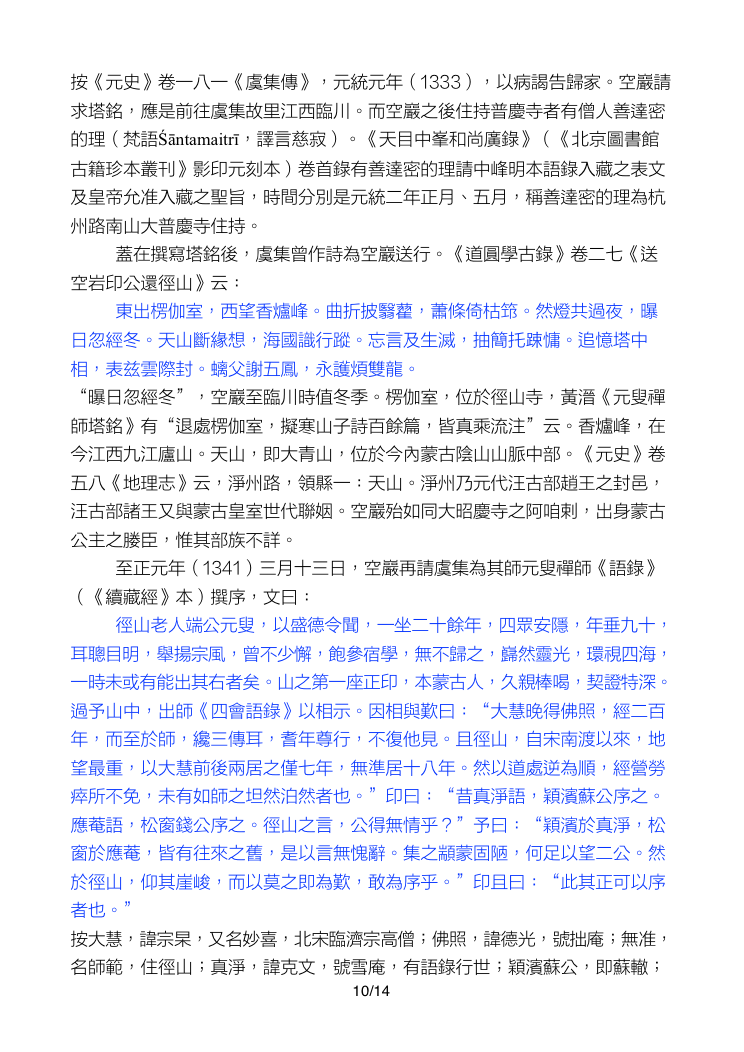 按《元史》卷一八一《虞集傳》，元統元年（1333），以病謁告歸家。空巖請
求塔銘，應是前往虞集故里江西臨川。而空巖之後住持普慶寺者有僧人善達密
的理（梵語Śāntamaitrī，譯言慈寂）。《天目中峯和尚廣錄》（《北京圖書館
古籍珍本叢刊》影印元刻本）卷首錄有善達密的理請中峰明本語錄入藏之表文
及皇帝允准入藏之聖旨，時間分別是元統二年正月、五月，稱善達密的理為杭
州路南山大普慶寺住持。
蓋在撰寫塔銘後，虞集曾作詩為空巖送行。《道圓學古錄》卷二七《送
空岩印公還徑山》云：
東出楞伽室，西望香爐峰。曲折披翳藋，蕭條倚枯筇。然燈共過夜，曝
日忽經冬。天山斷緣想，海國識行蹤。忘言及生滅，抽簡托踈慵。追憶塔中
相，表兹雲際封。螭父謝五鳳，永護煩雙龍。
“曝日忽經冬”，空巖至臨川時值冬季。楞伽室，位於徑山寺，黃溍《元叟禪
師塔銘》有“退處楞伽室，擬寒山子詩百餘篇，皆真乘流注”云。香爐峰，在
今江西九江廬山。天山，即大青山，位於今內蒙古陰山山脈中部。《元史》卷
五八《地理志》云，淨州路，領縣一：天山。淨州乃元代汪古部趙王之封邑，
汪古部諸王又與蒙古皇室世代聯姻。空巖殆如同大昭慶寺之阿咱剌，出身蒙古
公主之媵臣，惟其部族不詳。
至正元年（1341）三月十三日，空巖再請虞集為其師元叟禪師《語錄》
（《續藏經》本）撰序，文曰：
徑山老人端公元叟，以盛德令聞，一坐二十餘年，四眾安隱，年垂九十，
耳聰目明，舉揚宗風，曾不少懈，飽參宿學，無不歸之，巋然靈光，環視四海，
一時未或有能出其右者矣。山之第一座正印，本蒙古人，久親棒喝，契證特深。
過予山中，出師《四會語錄》以相示。因相與歎曰：“大慧晚得佛照，經二百
年，而至於師，纔三傳耳，耆年尊行，不復他見。且徑山，自宋南渡以來，地
望最重，以大慧前後兩居之僅七年，無準居十八年。然以道處逆為順，經營勞
瘁所不免，未有如師之坦然泊然者也。”印曰：“昔真淨語，穎濱蘇公序之。
應菴語，松窗錢公序之。徑山之言，公得無情乎？”予曰：“穎濱於真淨，松
窗於應菴，皆有往來之舊，是以言無愧辭。集之顓蒙固陋，何足以望二公。然
於徑山，仰其崖峻，而以莫之即為歎，敢為序乎。”印且曰：“此其正可以序
者也。”
按大慧，諱宗杲，又名妙喜，北宋臨濟宗高僧；佛照，諱德光，號拙庵；無准，
名師範，住徑山；真淨，諱克文，號雪庵，有語錄行世；穎濱蘇公，即蘇轍；
10/14